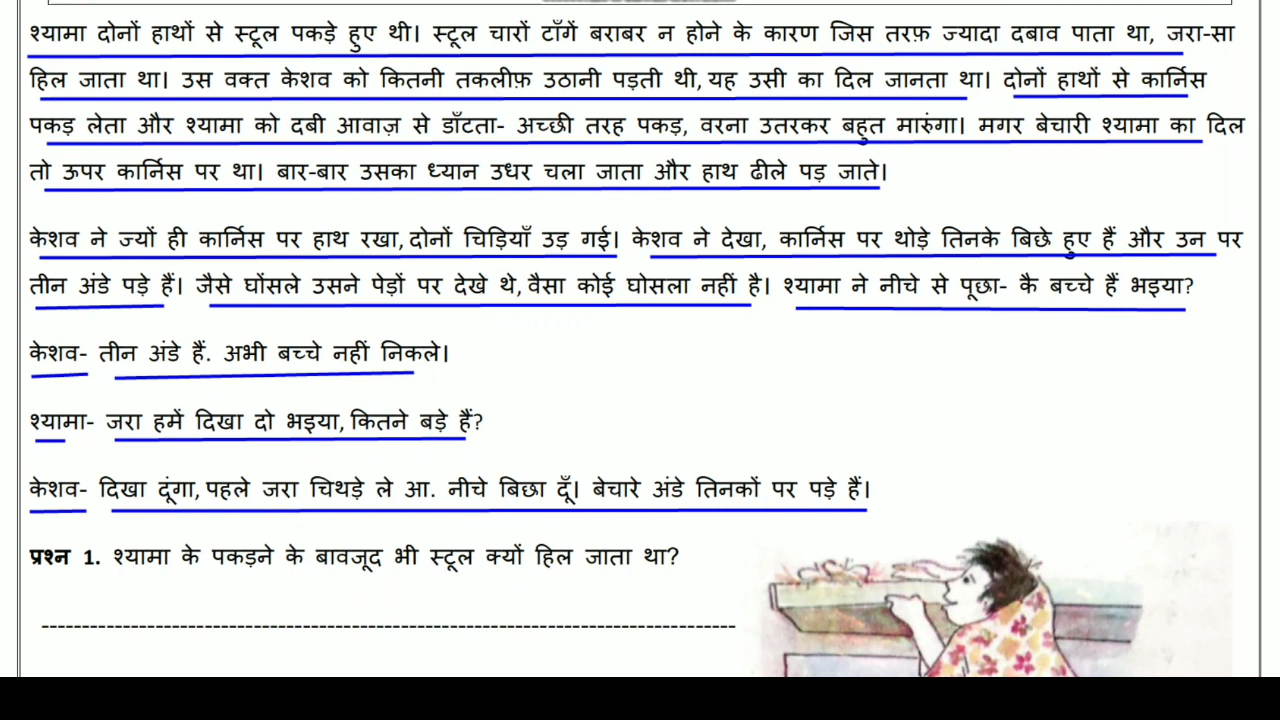 श्यामा दोनों हाथों से स्टूल पकड़े हुए थी। स्टूल चारों टाँगें बराबर न होने के कारण जिस तरफ़ ज्यादा दबाव पाता था, जरा-सा
हिल जाता था। उस वक्त केशव को कितनी तकलीफ़ उठानी पड़ती थी, यह उसी का दिल जानता था। दोनों हाथों से कार्निस
पकड़ लेता और श्यामा को दबी आवाज़ से डाँटता- अच्छी तरह पकड़, वरना उतरकर बहुत मारुंगा। मगर बेचारी श्यामा का दिल
तो ऊपर कार्निस पर था। बार-बार उसका ध्यान उधर चला जाता और हाथ ढीले पड़ जाते।
केशव ने ज्यों ही कार्निस पर हाथ रखा, दोनों चिड़ियाँ उड़ गई। केशव ने देखा, कार्निस पर थोड़े तिनके बिछे हुए हैं और उन पर
तीन अंडे पड़े हैं। जैसे घोंसले उसने पेड़ों पर देखे थे, वैसा कोई घोसला नहीं है। श्यामा ने नीचे से पूछा- कै बच्चे हैं भइया?
केशव- तीन अंडे हैं. अभी बच्चे नहीं निकले।
श्यामा- जरा हमें दिखा दो भइया, कितने बड़े हैं?
केशव- दिखा दूंगा, पहले जरा चिथड़े ले आ. नीचे बिछा दूँ। बेचारे अंडे तिनकों पर पड़े हैं।
प्रश्न 1. श्यामा के पकड़ने के बावजूद भी स्टूल क्यों हिल जाता था?